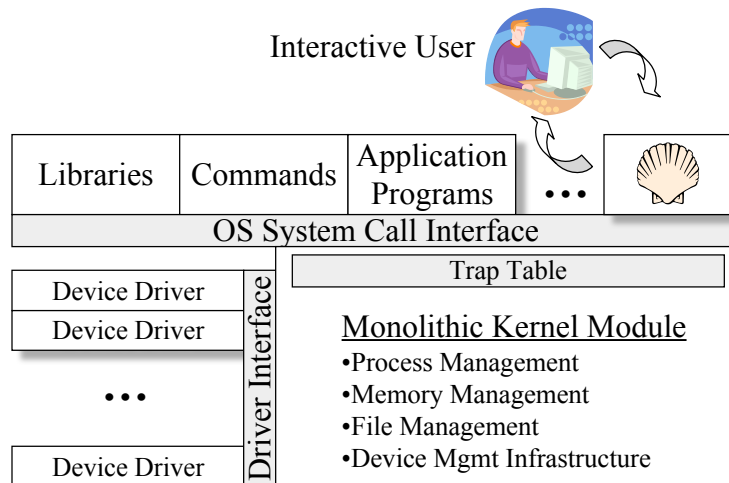 Interactive User
Libraries
Commands
Application
Programs
•••
OS System Call Interface
Trap Table
Device Driver
Device Driver
•••
Device Driver
Driver Interface
Monolithic Kernel Module
•Process Management
•Memory Management
•File Management
•Device Mgmt Infrastructure